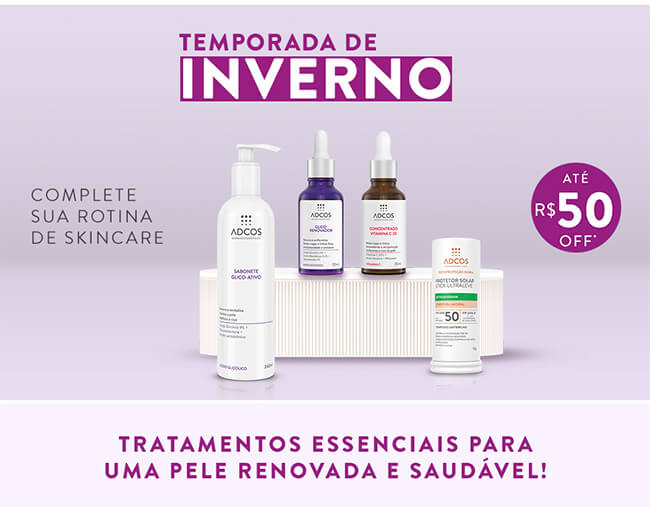 TEMPORADA DE
INVERNO
COMPLETE
SUA ROTINA
DE SKINCARE
ATÉ
R$50
OFF*
ADCOS
SABONETE
GLICO-ATIVO
240ml
ADCOS
GLICO
RENOVADOR
ADCOS
CONCENTRADO
VITAMINA C 20
ADCOS
PROTETOR SOLAR
STICK ULTRALEVE
50
TRATAMENTOS ESSENCIAIS PARA
UMA PELE RENOVADA E SAUDÁVEL!